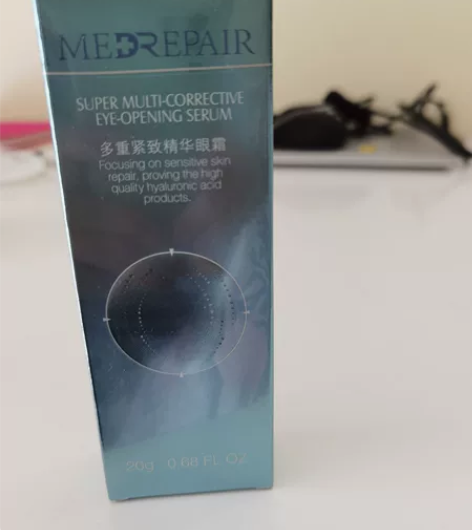 MEDREPAIR
SUPER MULTI-CORRECTIVE
EYE-OPENING SERUM
多重紧致精华眼霜
Focusing on sensitive skin
repair, proving the high
quality hyaluronic acid
products.
20g 0.68 FL.OZ